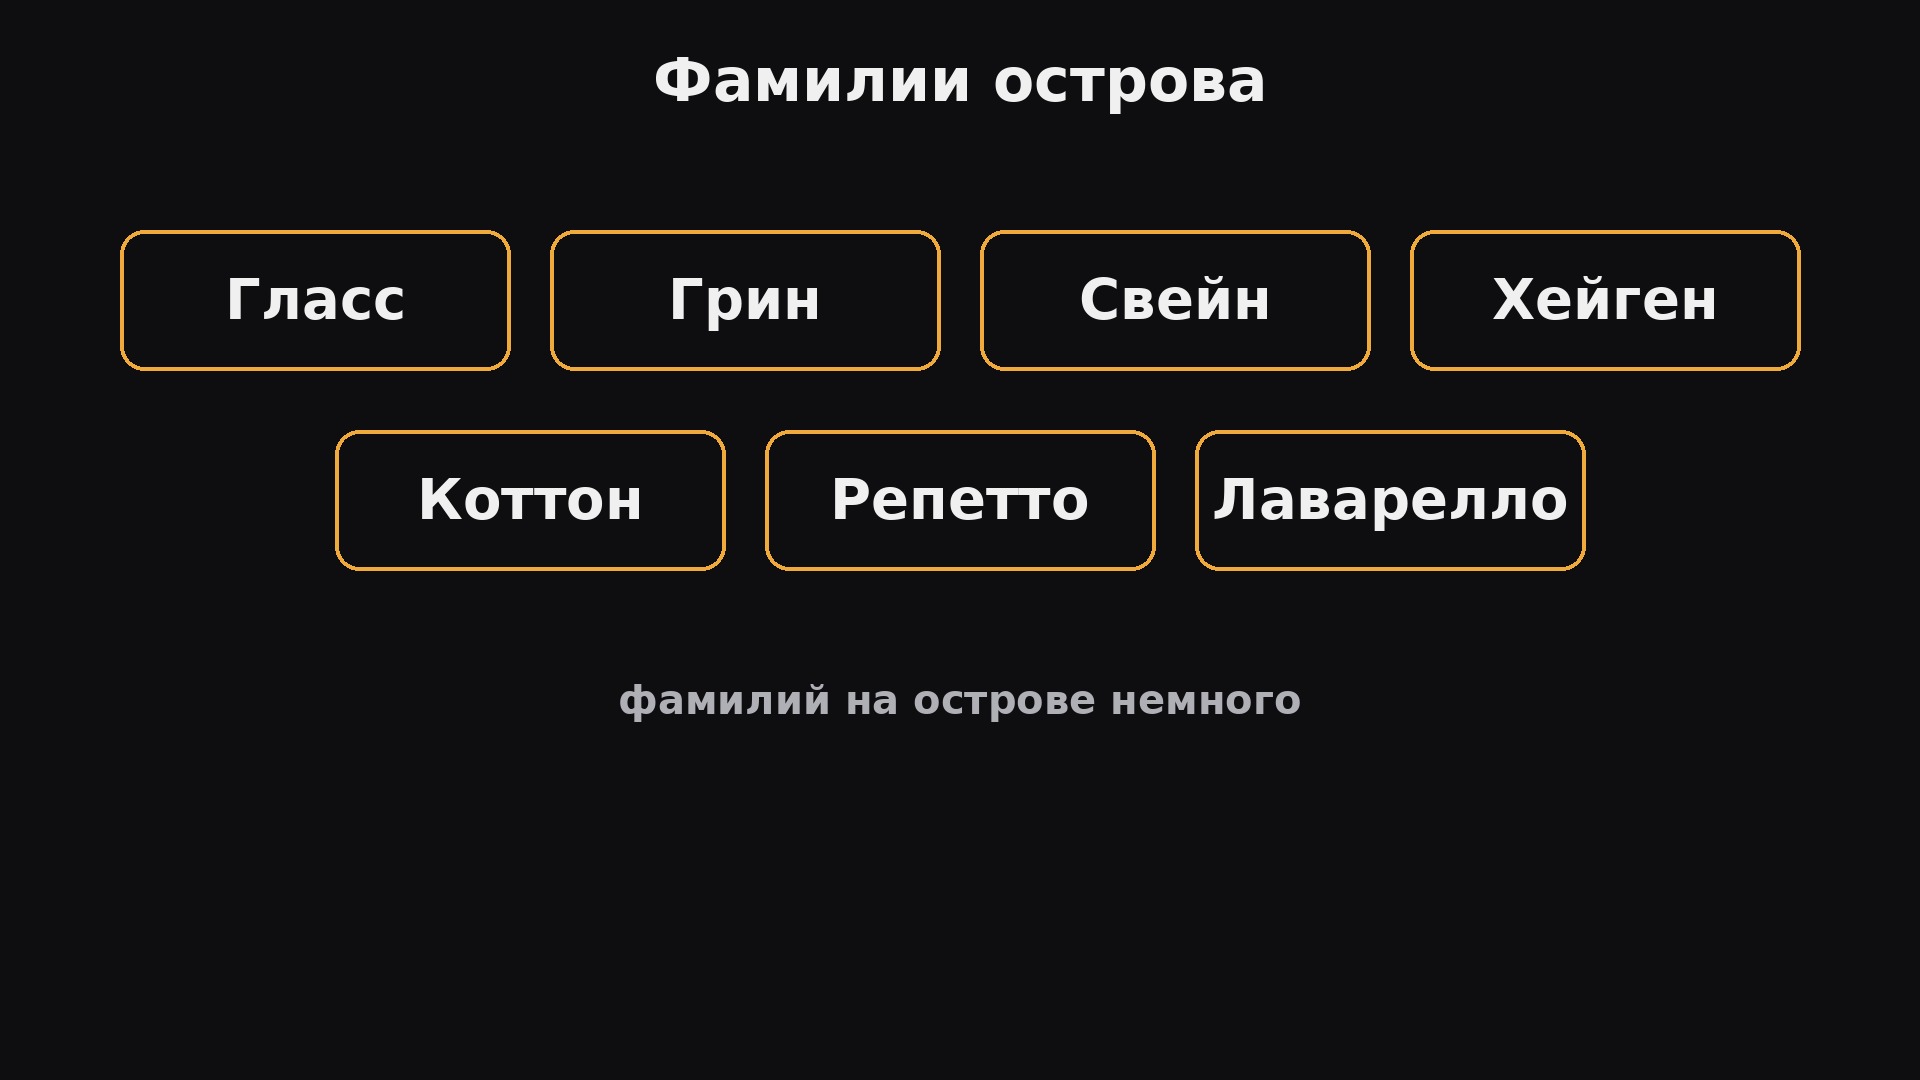 Фамилии острова
Гласс Грин Свейн Хейген
Коттон Репетто Лаварелло
фамилий на острове немного